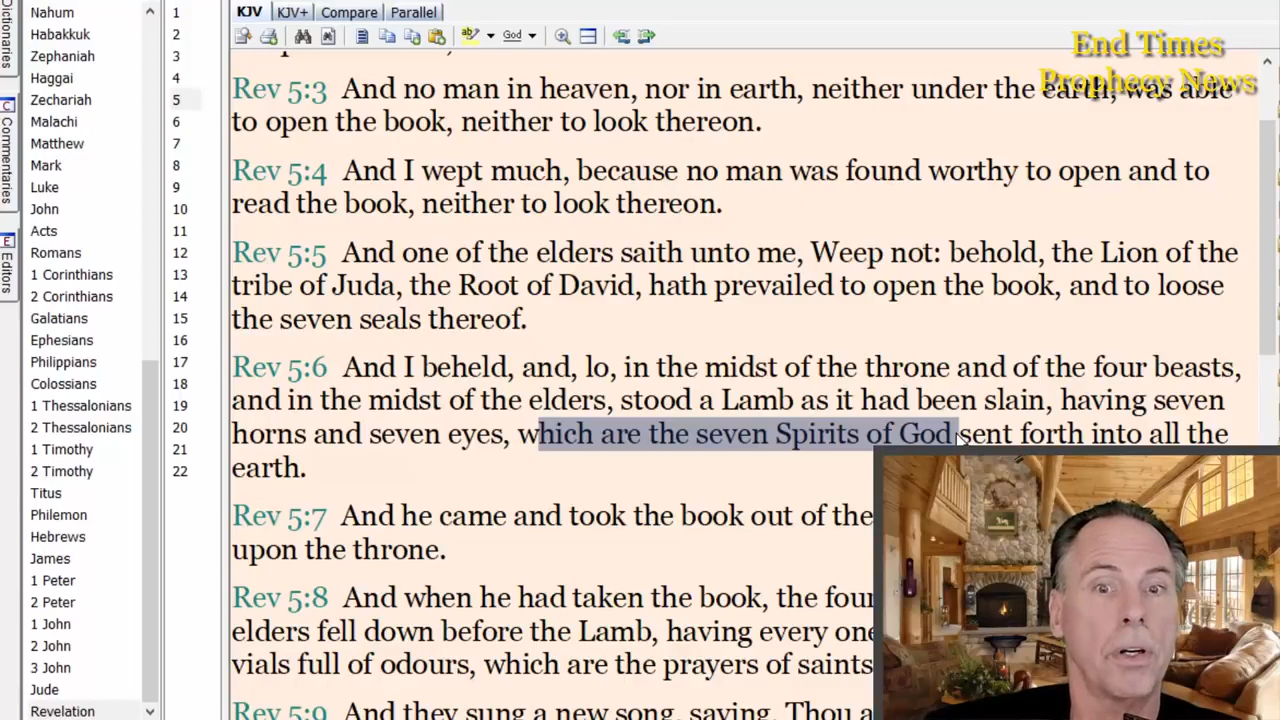 Dictionaries
Commentaries
Editors
Nahum
Habakkuk
Zephaniah
Haggai
Zechariah
Malachi
Matthew
Mark
Luke
John
Acts
Romans
1 Corinthians
2 Corinthians
Galatians
Ephesians
Philippians
Colossians
1 Thessalonians
2 Thessalonians
1 Timothy
2 Timothy
Titus
Philemon
Hebrews
James
1 Peter
2 Peter
1 John
2 John
3 John
Jude
Revelation
1
2
3
4
5
6
7
8
9
10
11
12
13
14
15
16
17
18
19
20
21
22
KJV KJV+ Compare Parallel
God
End Times
Prophecy News
Rev 5:3 And no man in heaven, nor in earth, neither under the earth, was able
to open the book, neither to look thereon.
Rev 5:4 And I wept much, because no man was found worthy to open and to
read the book, neither to look thereon.
Rev 5:5 And one of the elders saith unto me, Weep not: behold, the Lion of the
tribe of Juda, the Root of David, hath prevailed to open the book, and to loose
the seven seals thereof.
Rev 5:6 And I beheld, and, lo, in the midst of the throne and of the four beasts,
and in the midst of the elders, stood a Lamb as it had been slain, having seven
horns and seven eyes, which are the seven Spirits of God sent forth into all the
earth.
Rev 5:7 And he came and took the book out of the
upon the throne.
Rev 5:8 And when he had taken the book, the four
elders fell down before the Lamb, having every one
vials full of odours, which are the prayers of saints
Rev 5:9 And they sung a new song, saying, Thou a